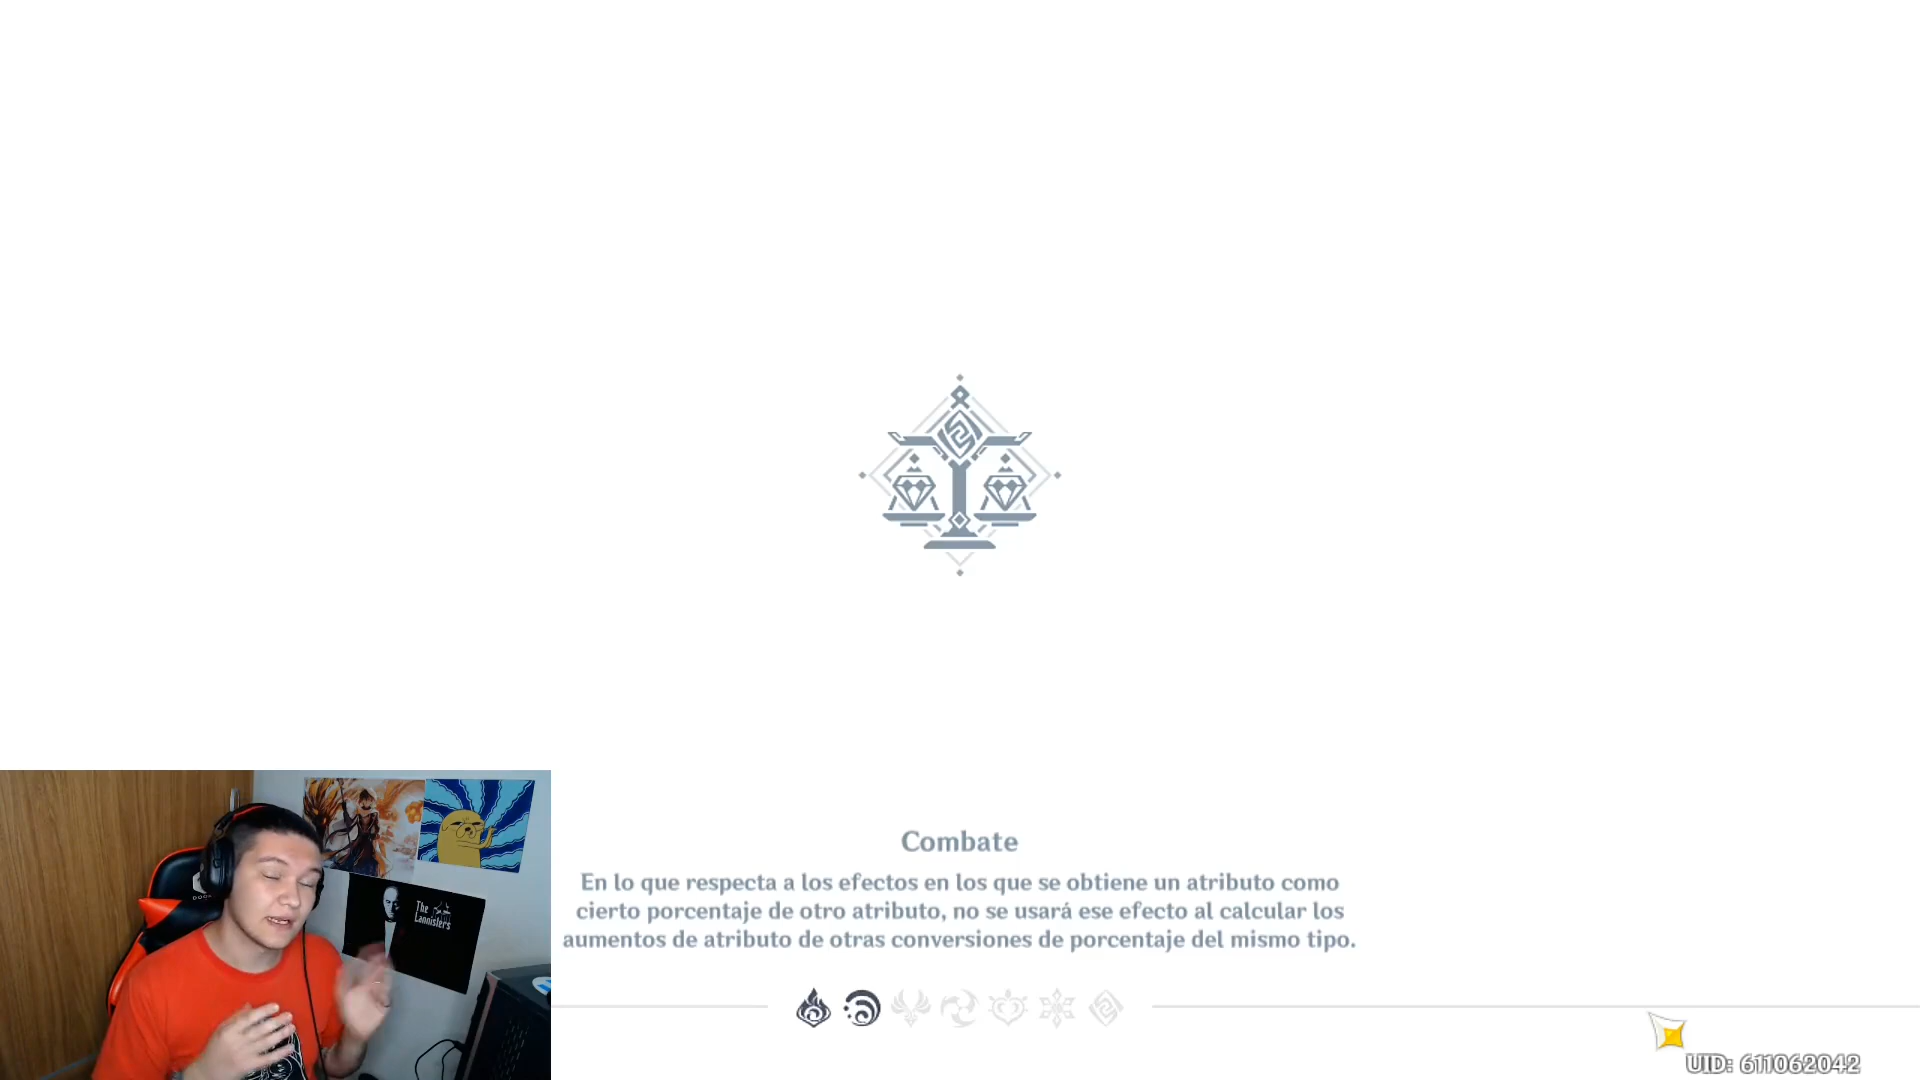 Combate
En lo que respecta a los efectos en los que se obtiene un atributo como
cierto porcentaje de otro atributo, no se usará ese efecto al calcular los
aumentos de atributo de otras conversiones de porcentaje del mismo tipo.
The
Lannisters
UID: 611062042